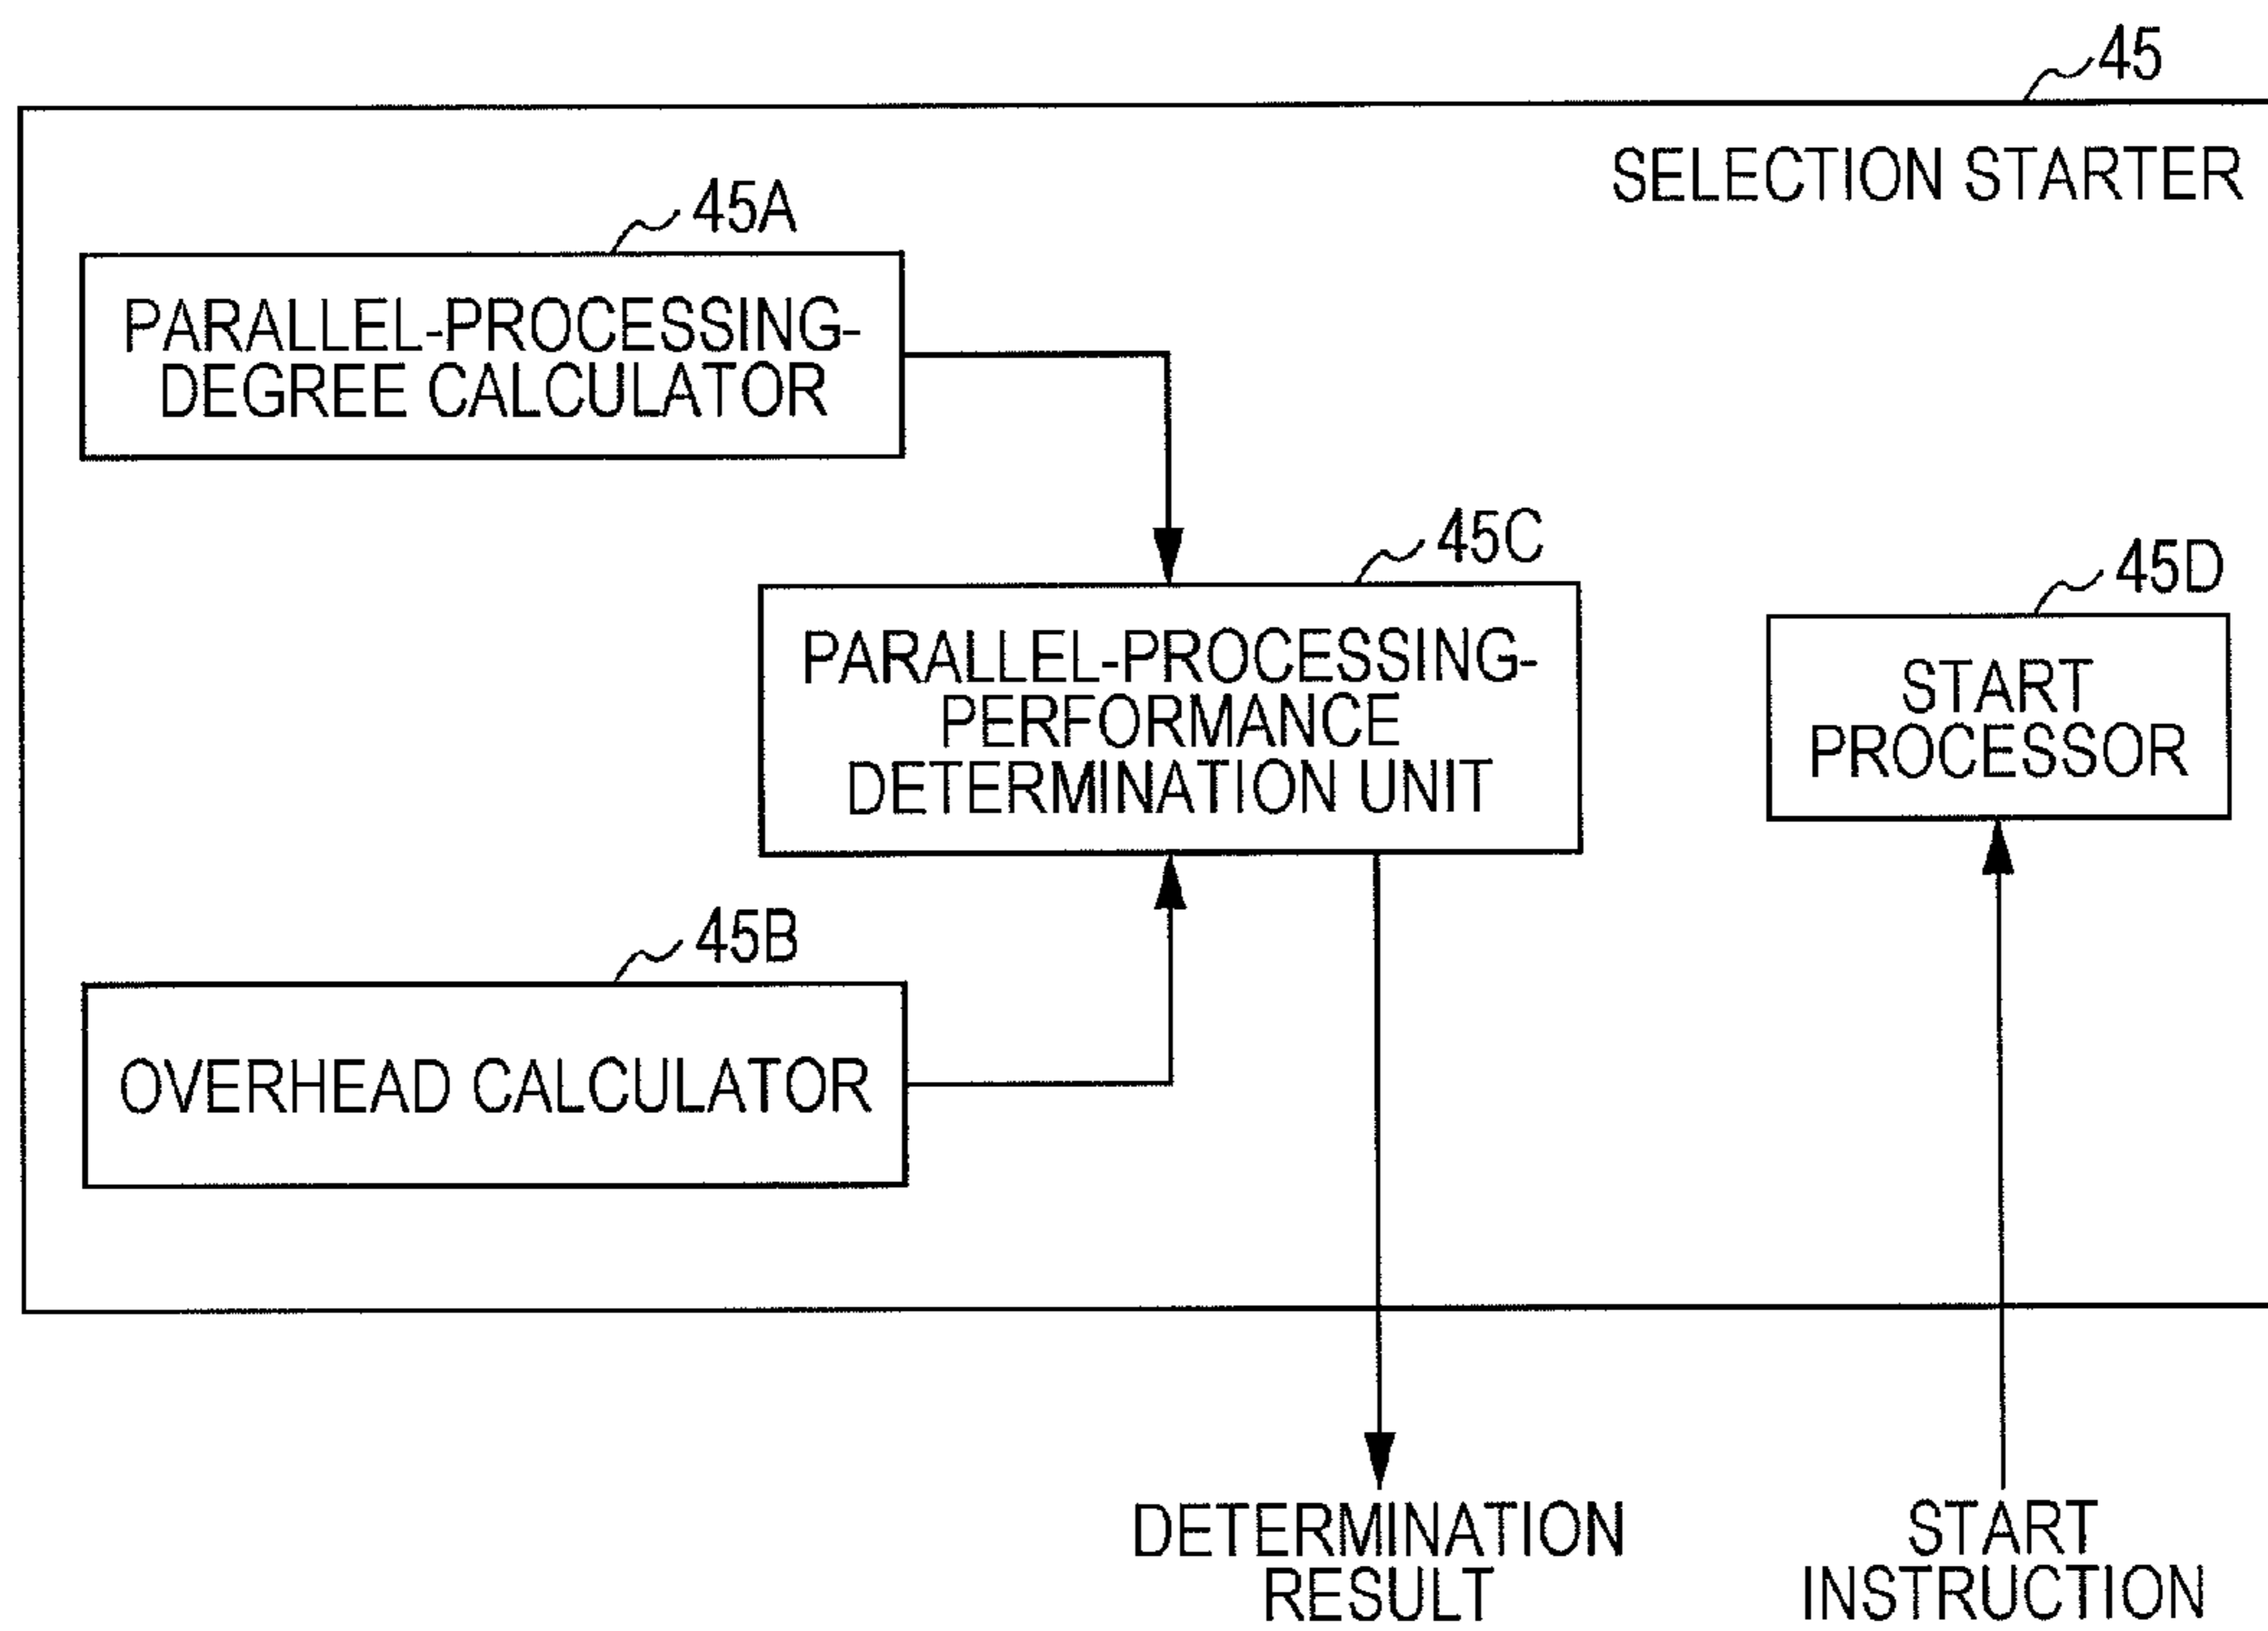 45
SELECTION STARTER
45A
PARALLEL-PROCESSING-
DEGREE CALCULATOR
45C
PARALLEL-PROCESSING-
PERFORMANCE
DETERMINATION UNIT
45D
START
PROCESSOR
45B
OVERHEAD CALCULATOR
DETERMINATION
RESULT
START
INSTRUCTION